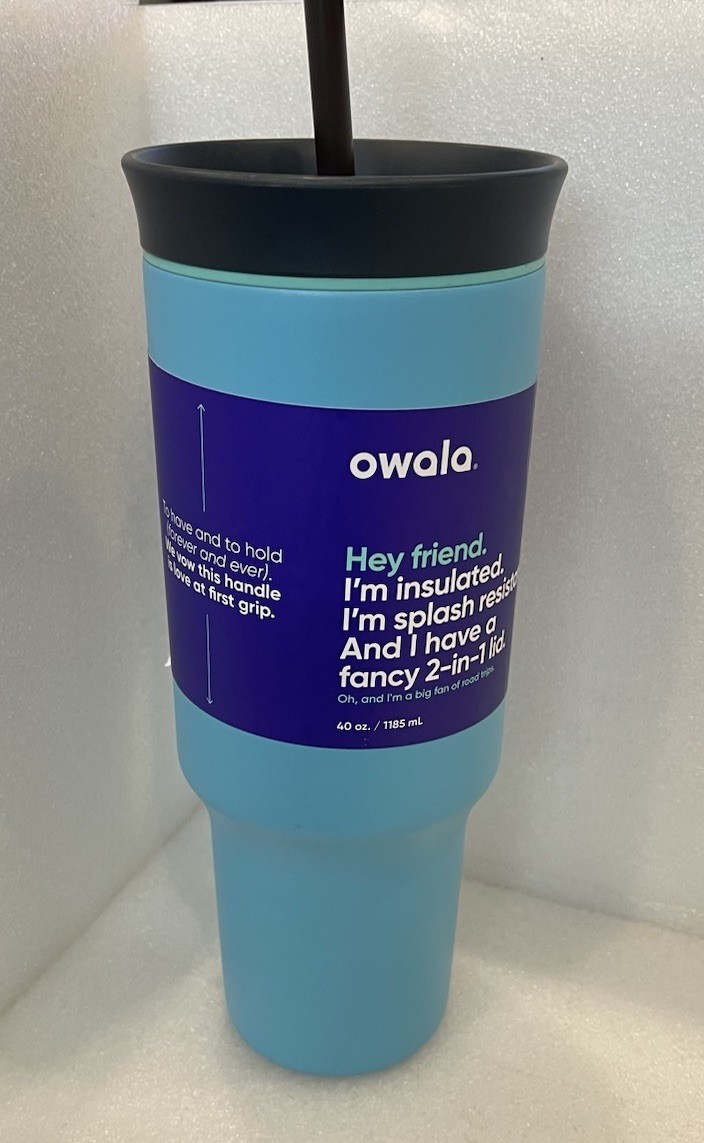 owala
To have and to hold
(forever and ever).
We vow this handle
is love at first grip.
Hey friend.
I'm insulated.
I'm splash
And I have a
fancy 2-in-1 lid.
Oh, and I'm a big fan of road trips.
40 oz. / 1185 mL